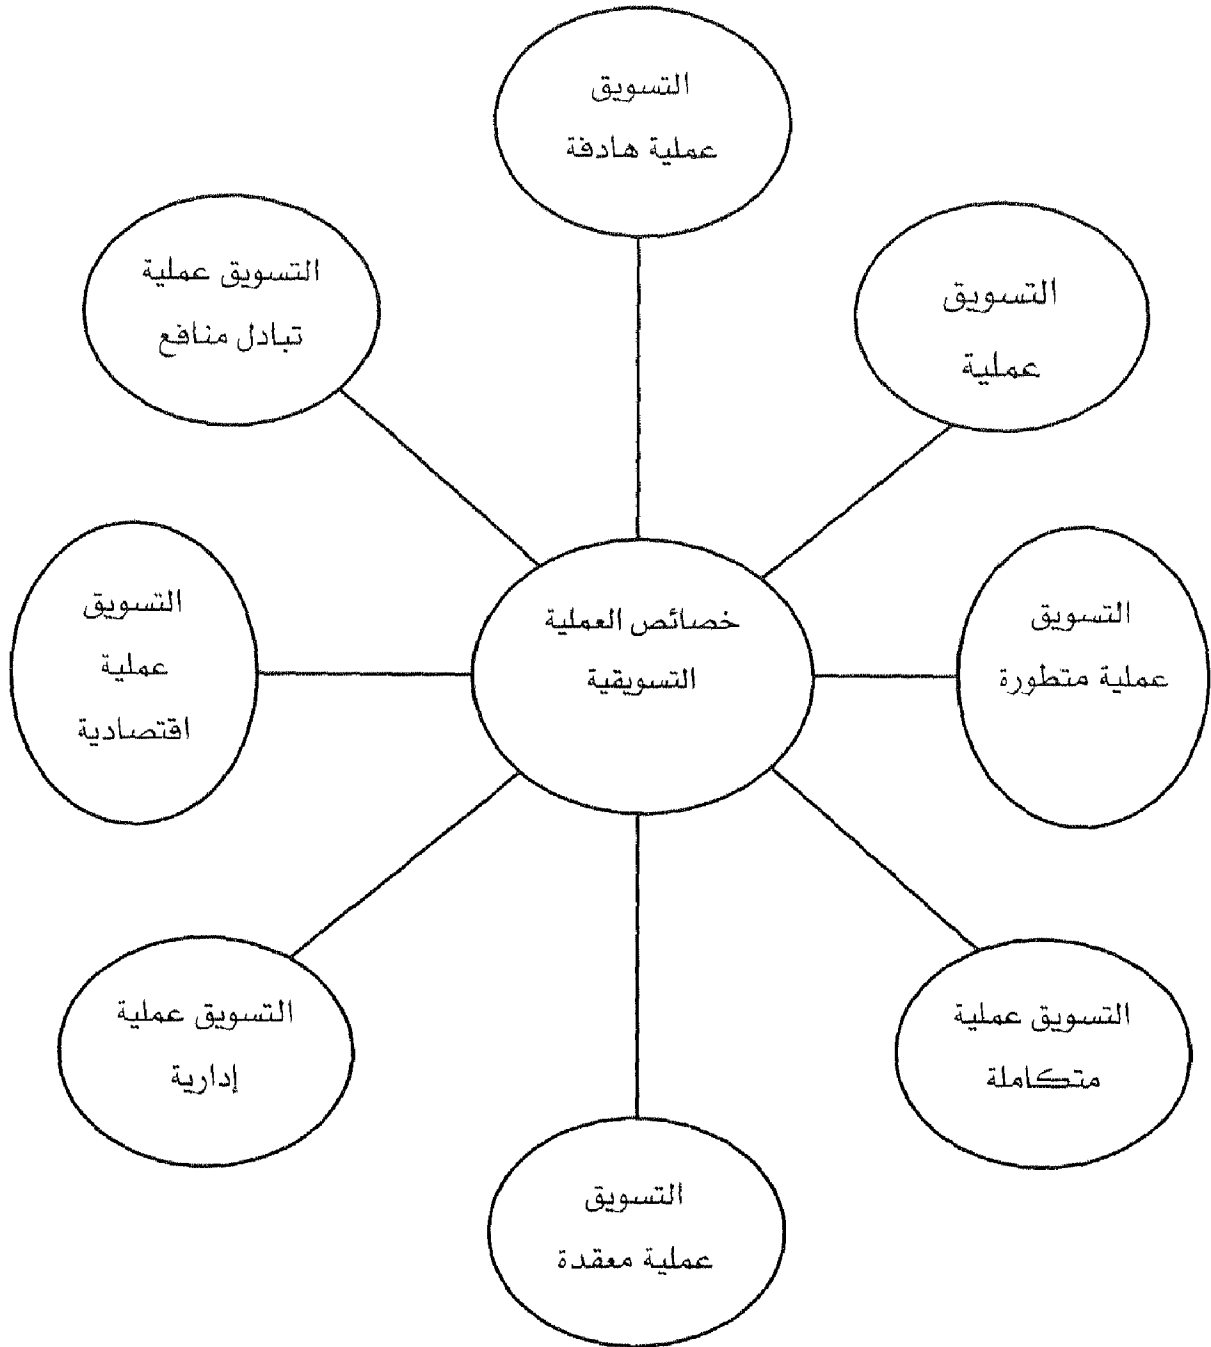 التسويق
عملية هادفة
التسويق
عملية
التسويق عملية
تبادل منافع
خصائص العملية
التسويقية
التسويق
عملية متطورة
التسويق
عملية
اقتصادية
التسويق عملية
متكاملة
التسويق عملية
إدارية
التسويق
عملية معقدة